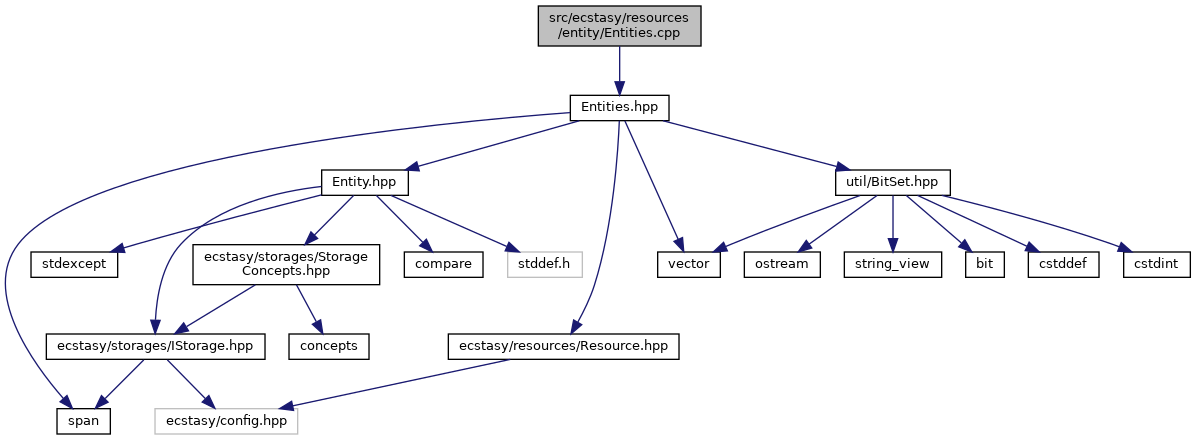 src/ecstasy/resources
/entity/Entities.cpp
Entities.hpp
Entity.hpp
util/BitSet.hpp
stdexcept
ecstasy/storages/Storage
Concepts.hpp
compare
stddef.h
vector
ostream
string_view
bit
cstddef
cstdint
ecstasy/storages/IStorage.hpp
concepts
ecstasy/resources/Resource.hpp
span
ecstasy/config.hpp